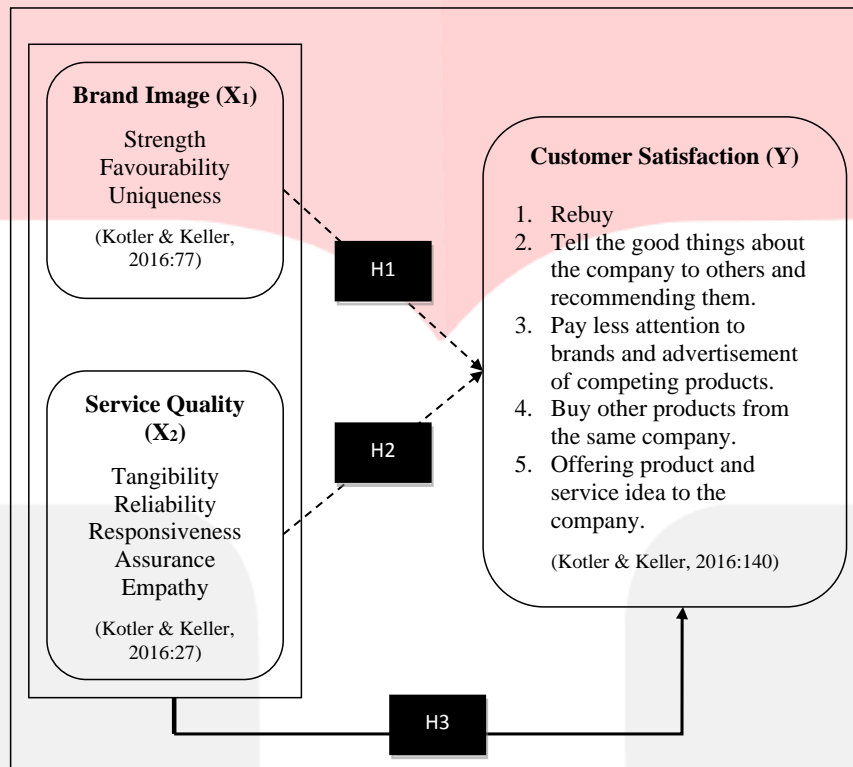 Brand Image (X₁)
Strength
Favourability
Uniqueness
(Kotler & Keller,
2016:77)
H1
Service Quality
(X₂)
Tangibility
Reliability
Responsiveness
Assurance
Empathy
(Kotler & Keller,
2016:27)
H2
Customer Satisfaction (Y)
1. Rebuy
2. Tell the good things about
the company to others and
recommending them.
3. Pay less attention to
brands and advertisement
of competing products.
4. Buy other products from
the same company.
5. Offering product and
service idea to the
company.
(Kotler & Keller, 2016:140)
H3